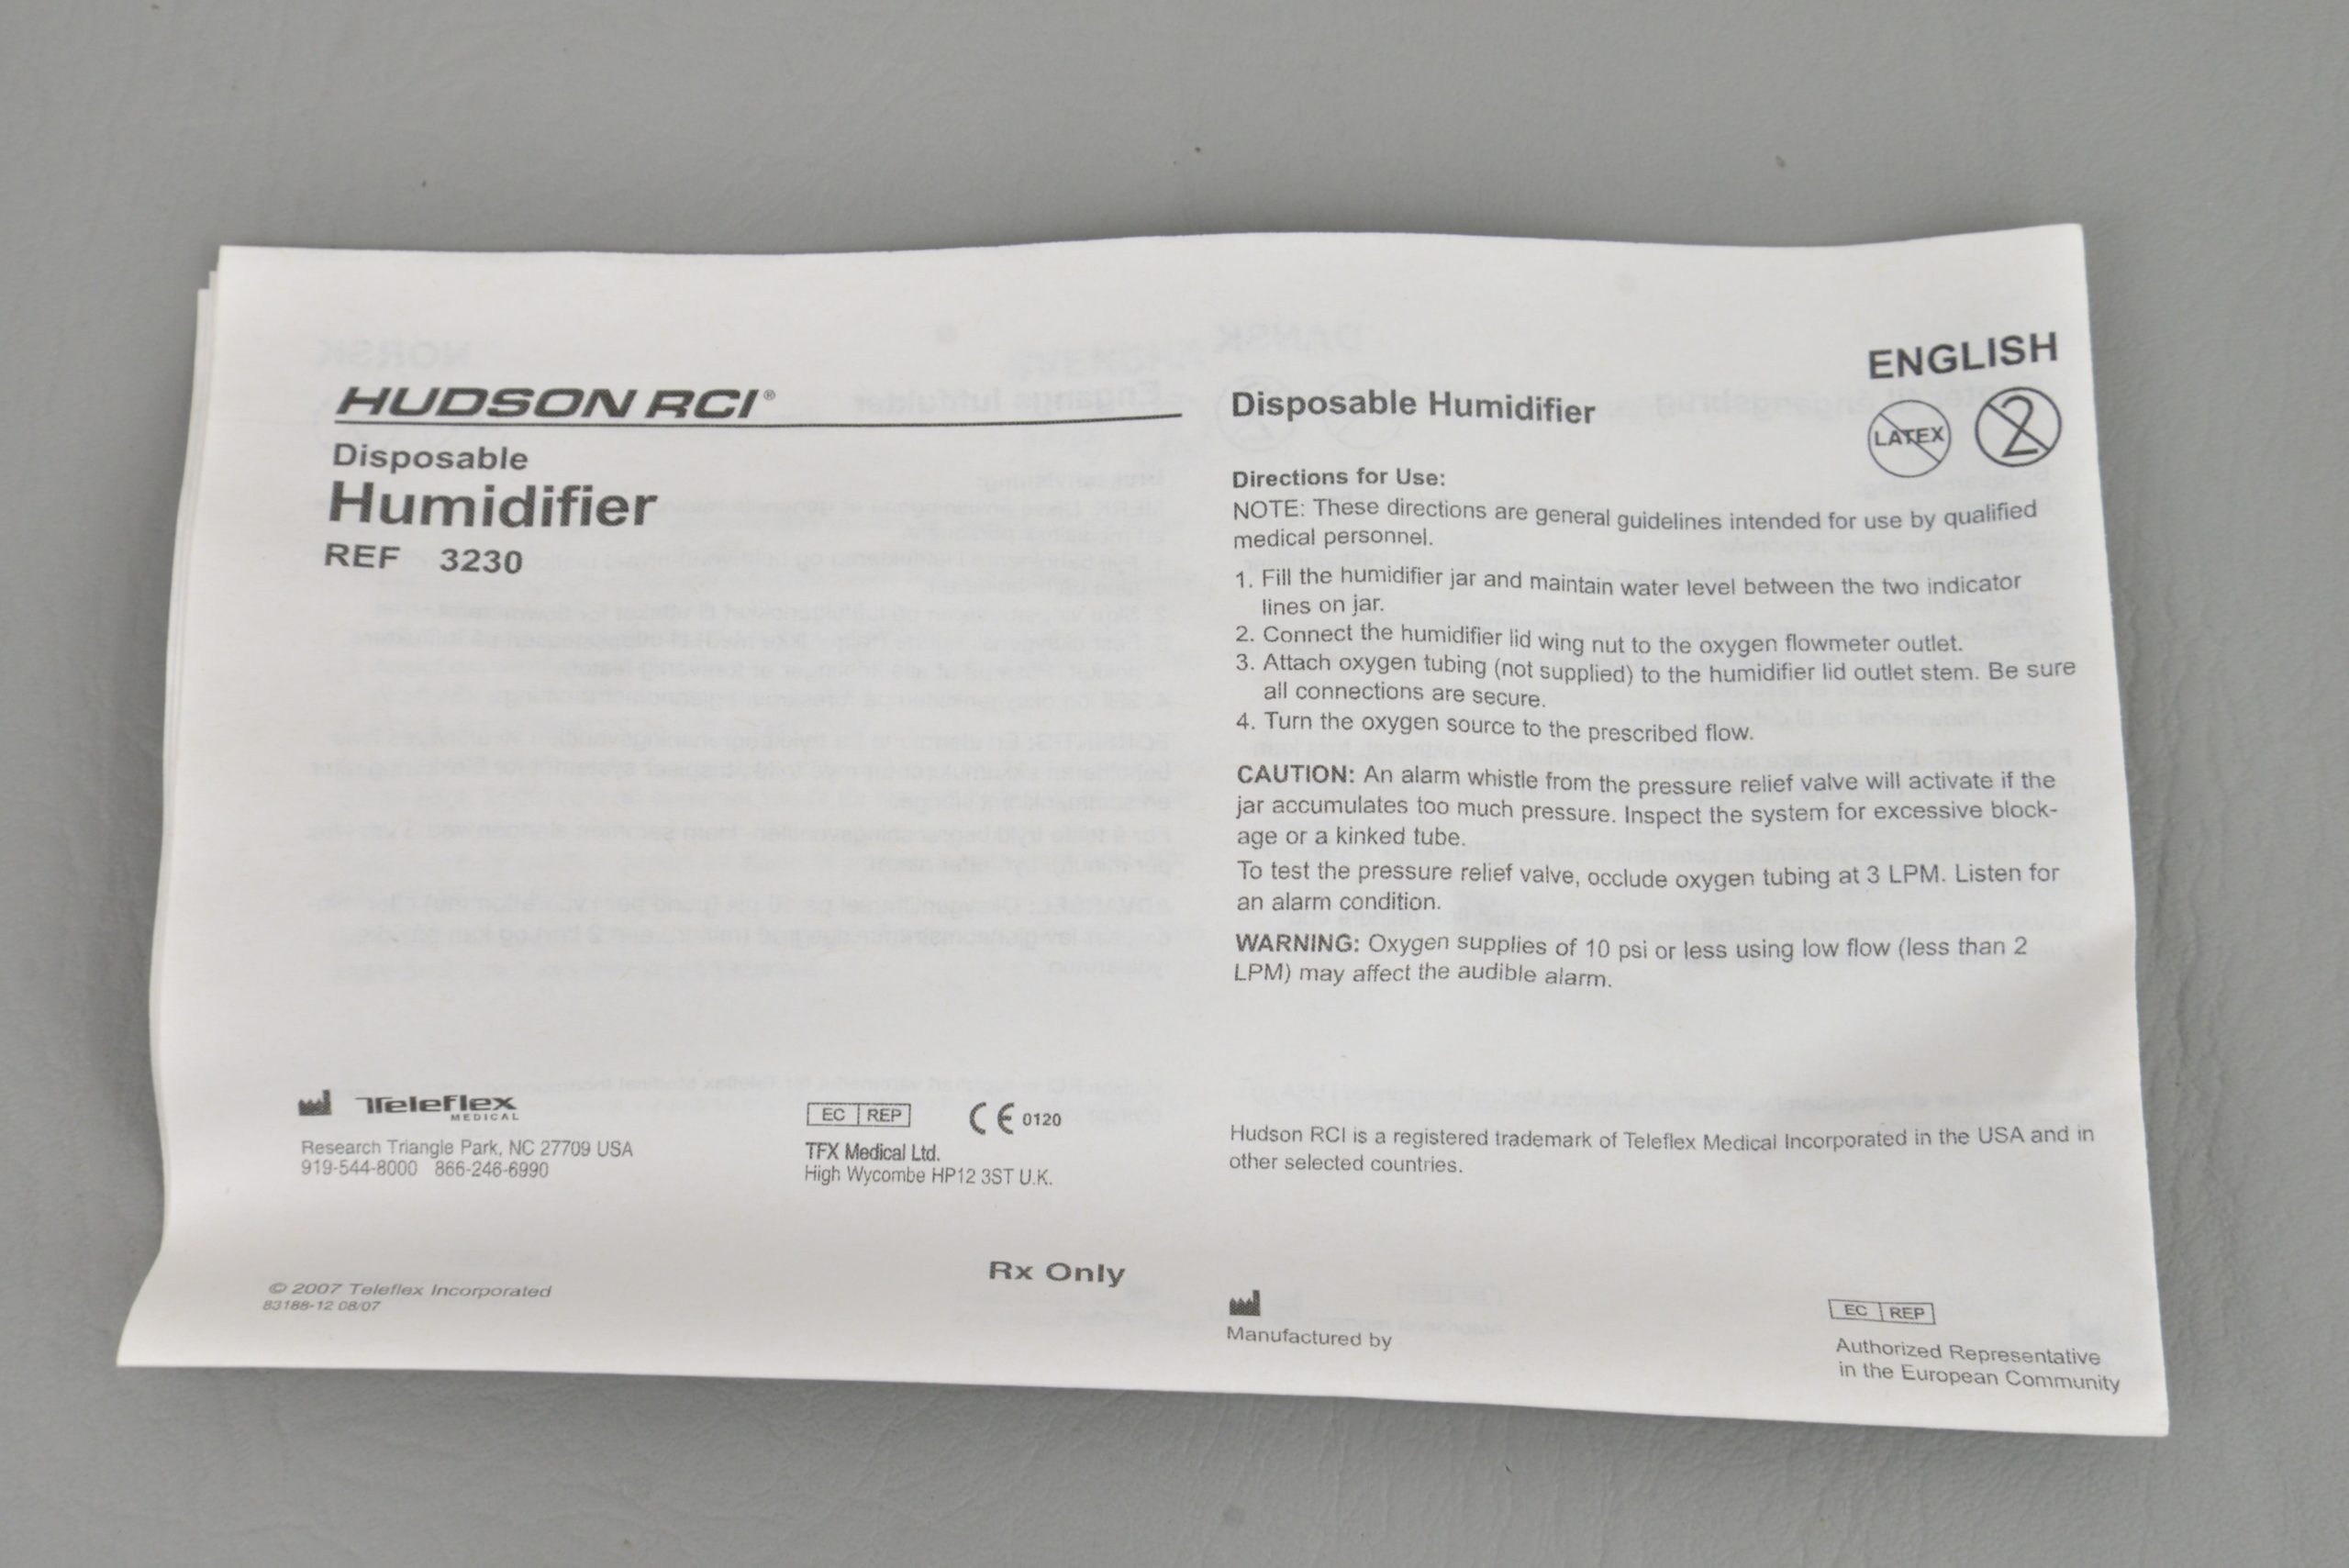 HUDSON RCI®
Disposable
Humidifier
REF 3230
Teleflex
MEDICAL
Research Triangle Park, NC 27709 USA
919-544-8000 866-246-6990
EC REP
CE 0120
TFX Medical Ltd.
High Wycombe HP12 3ST U.K.
Rx Only
© 2007 Teleflex Incorporated
83188-12 08/07
ENGLISH
LATEX
2
Disposable Humidifier
Directions for Use:
NOTE: These directions are general guidelines intended for use by qualified
medical personnel.
1. Fill the humidifier jar and maintain water level between the two indicator
lines on jar.
2. Connect the humidifier lid wing nut to the oxygen flowmeter outlet.
3. Attach oxygen tubing (not supplied) to the humidifier lid outlet stem. Be sure
all connections are secure.
4. Turn the oxygen source to the prescribed flow.
CAUTION: An alarm whistle from the pressure relief valve will activate if the
jar accumulates too much pressure. Inspect the system for excessive block-
age or a kinked tube.
To test the pressure relief valve, occlude oxygen tubing at 3 LPM. Listen for
an alarm condition.
WARNING: Oxygen supplies of 10 psi or less using low flow (less than 2
LPM) may affect the audible alarm.
Hudson RCI is a registered trademark of Teleflex Medical Incorporated in the USA and in
other selected countries.
Manufactured by
EC REP
Authorized Representative
in the European Community